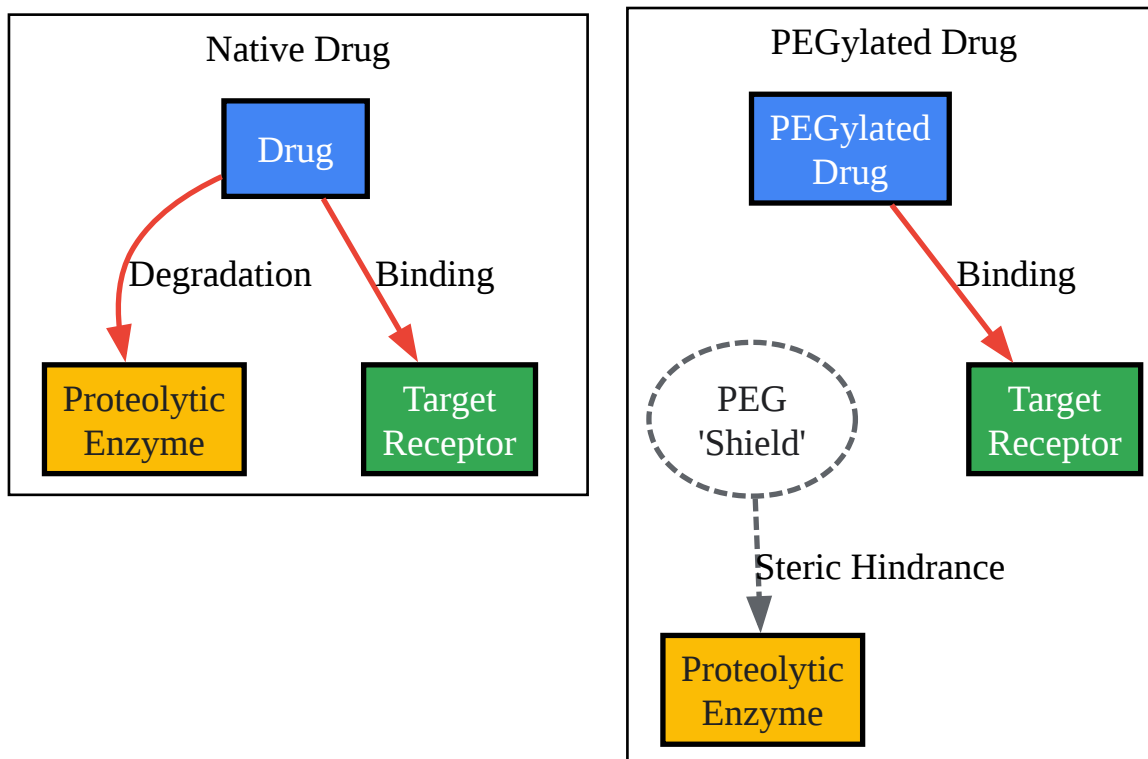 Native Drug
Drug
Degradation
Binding
Proteolytic
Enzyme
Target
Receptor
PEGylated Drug
PEGylated
Drug
Binding
PEG
'Shield'
Target
Receptor
Steric Hindrance
Proteolytic
Enzyme